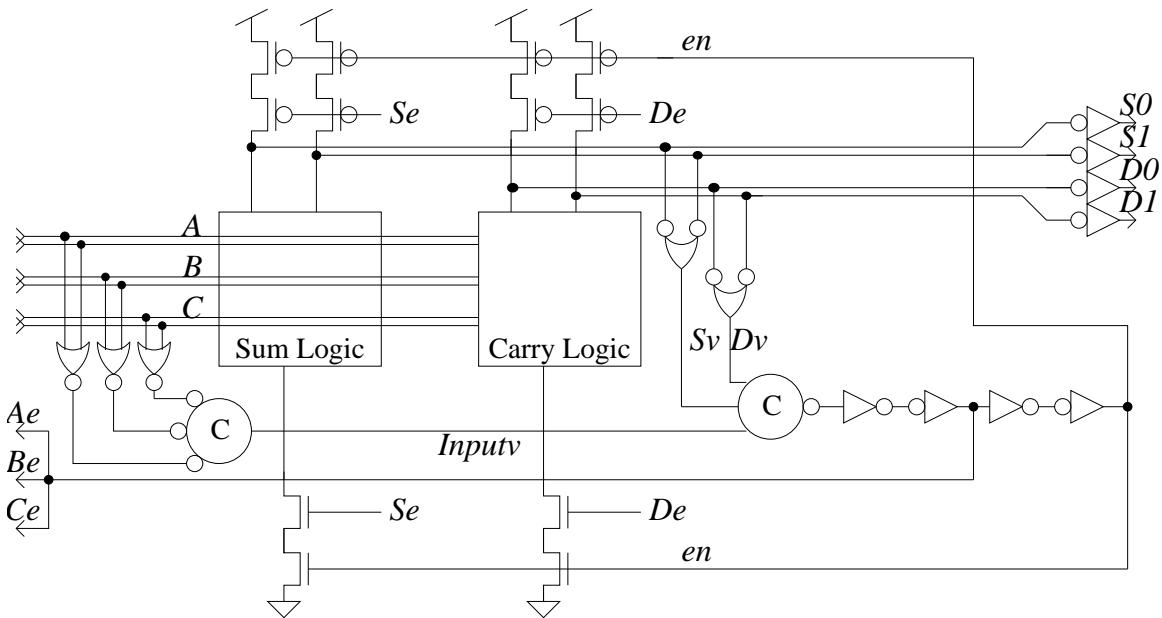 en
S0
Se
De
S1
D0
D1
A
B
C
Sv
Dv
Sum Logic
Carry Logic
C
C
Ae
Inputv
Be
Ce
Se
De
en